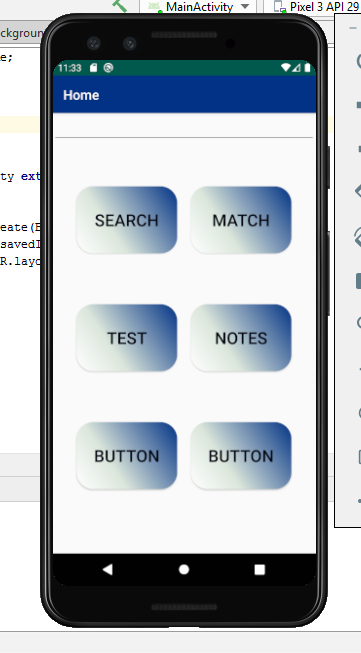 MainActivity Pixel 3 API 29
ckground
e;
11:33
Home
ty ext
SEARCH MATCH
eate(B
savedI
R.layo
TEST NOTES
BUTTON BUTTON